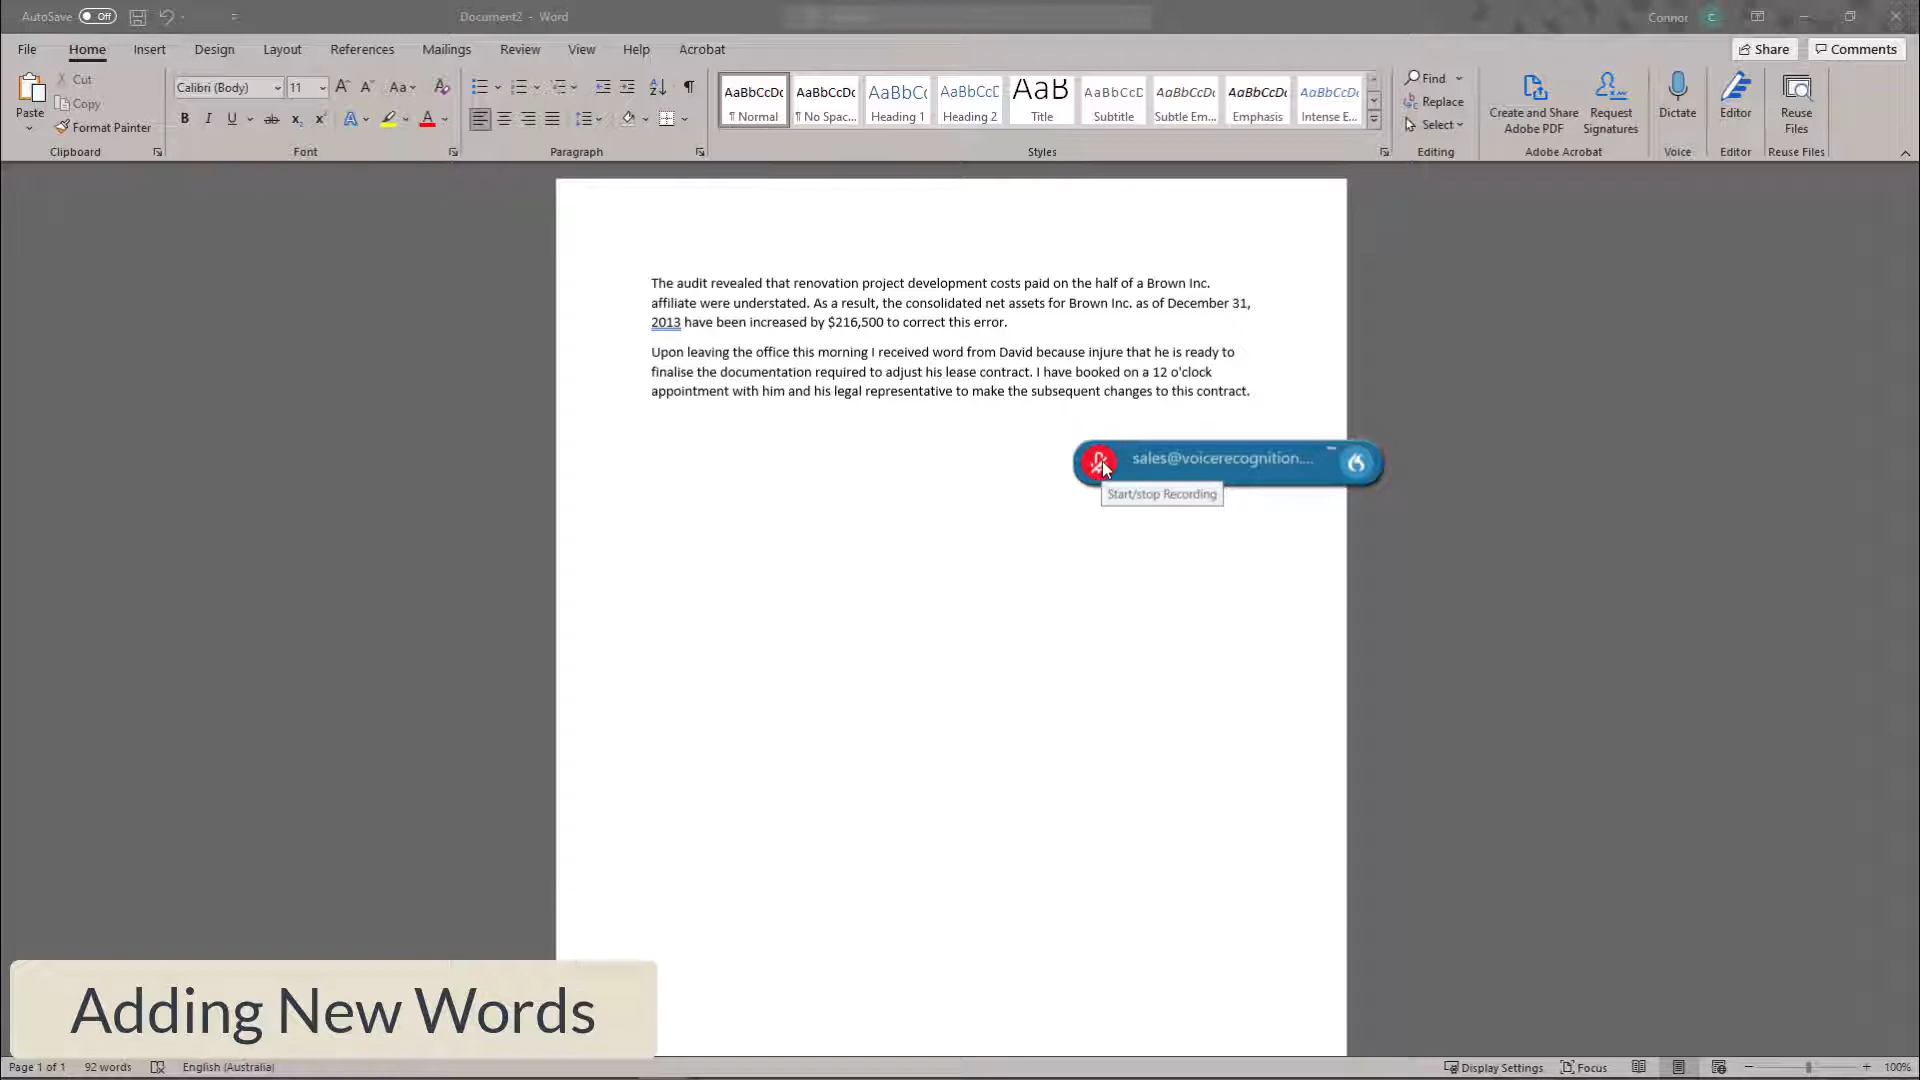 AutoSave Off Document2 - Word Connor C
File Home Insert Design Layout References Mailings Review View Help Acrobat Share Comments
Paste
Cut
Copy
Format Painter
Clipboard
Calibri (Body) 11
Font
Paragraph
AaBbCcDc ¶ Normal
AaBbCcDc ¶ No Spac...
AaBbC( Heading 1
AaBbCcD Heading 2
AaB Title
AaBbCcD Subtitle
AaBbCcDc Subtle Em...
AaBbCcDc Emphasis
AaBbCcDc Intense E...
Styles
Find
Replace
Select
Editing
Create and Share
Adobe PDF
Request
Signatures
Adobe Acrobat
Dictate
Voice
Editor
Editor
Reuse
Files
Reuse Files
The audit revealed that renovation project development costs paid on the half of a Brown Inc.
affiliate were understated. As a result, the consolidated net assets for Brown Inc. as of December 31,
2013 have been increased by $216,500 to correct this error.
Upon leaving the office this morning I received word from David because injure that he is ready to
finalise the documentation required to adjust his lease contract. I have booked on a 12 o'clock
appointment with him and his legal representative to make the subsequent changes to this contract.
sales@voicerecognition....
Start/stop Recording
Adding New Words
Page 1 of 1 92 words English (Australia) Display Settings Focus 100%